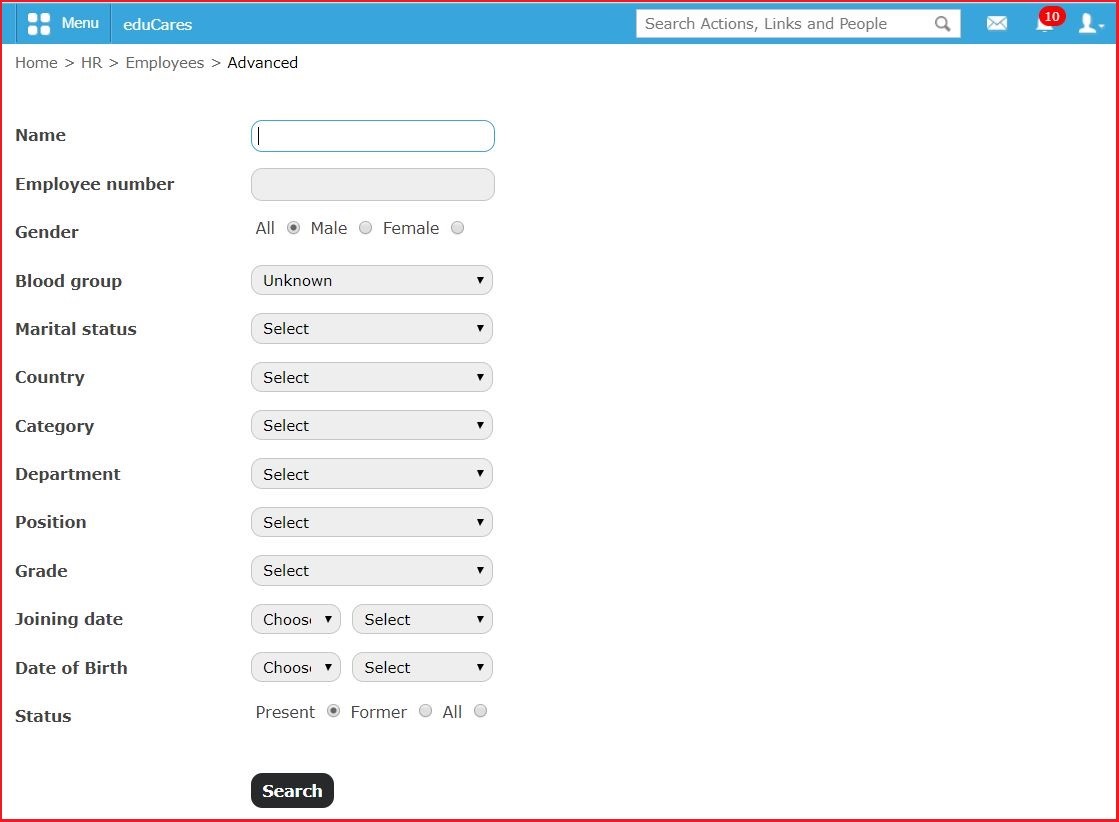 Menu eduCares Search Actions, Links and People 10
Home > HR > Employees > Advanced
Name
Employee number
Gender All Male Female
Blood group Unknown
Marital status Select
Country Select
Category Select
Department Select
Position Select
Grade Select
Joining date Choose Select
Date of Birth Choose Select
Status Present Former All
Search